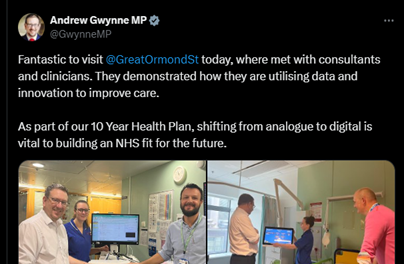 Andrew Gwynne MP
@GwynneMP
Fantastic to visit @GreatOrmondSt today, where met with consultants
and clinicians. They demonstrated how they are utilising data and
innovation to improve care.
As part of our 10 Year Health Plan, shifting from analogue to digital is
vital to building an NHS fit for the future.